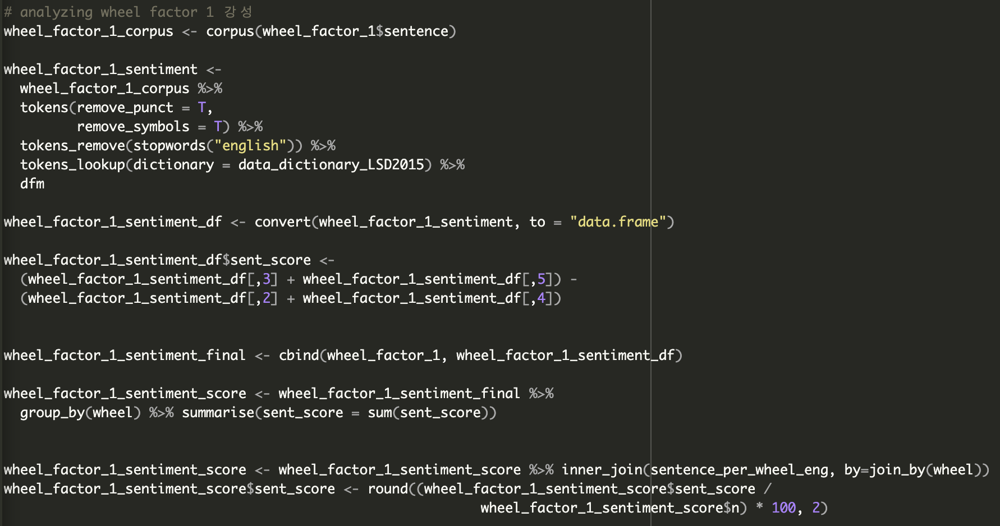 # analyzing wheel factor 1 강성
wheel_factor_1_corpus <- corpus(wheel_factor_1$sentence)
wheel_factor_1_sentiment <-
wheel_factor_1_corpus %>%
tokens(remove_punct = T,
remove_symbols = T) %>%
tokens_remove(stopwords("english")) %>%
tokens_lookup(dictionary = data_dictionary_LSD2015) %>%
dfm
wheel_factor_1_sentiment_df <- convert(wheel_factor_1_sentiment, to = "data.frame")
wheel_factor_1_sentiment_df$sent_score <-
(wheel_factor_1_sentiment_df[,3] + wheel_factor_1_sentiment_df[,5]) -
(wheel_factor_1_sentiment_df[,2] + wheel_factor_1_sentiment_df[,4])
wheel_factor_1_sentiment_final <- cbind(wheel_factor_1, wheel_factor_1_sentiment_df)
wheel_factor_1_sentiment_score <- wheel_factor_1_sentiment_final %>%
group_by(wheel) %>% summarise(sent_score = sum(sent_score))
wheel_factor_1_sentiment_score <- wheel_factor_1_sentiment_score %>% inner_join(sentence_per_wheel_eng, by=join_by(wheel))
wheel_factor_1_sentiment_score$sent_score <- round((wheel_factor_1_sentiment_score$sent_score /
wheel_factor_1_sentiment_score$n) * 100, 2)